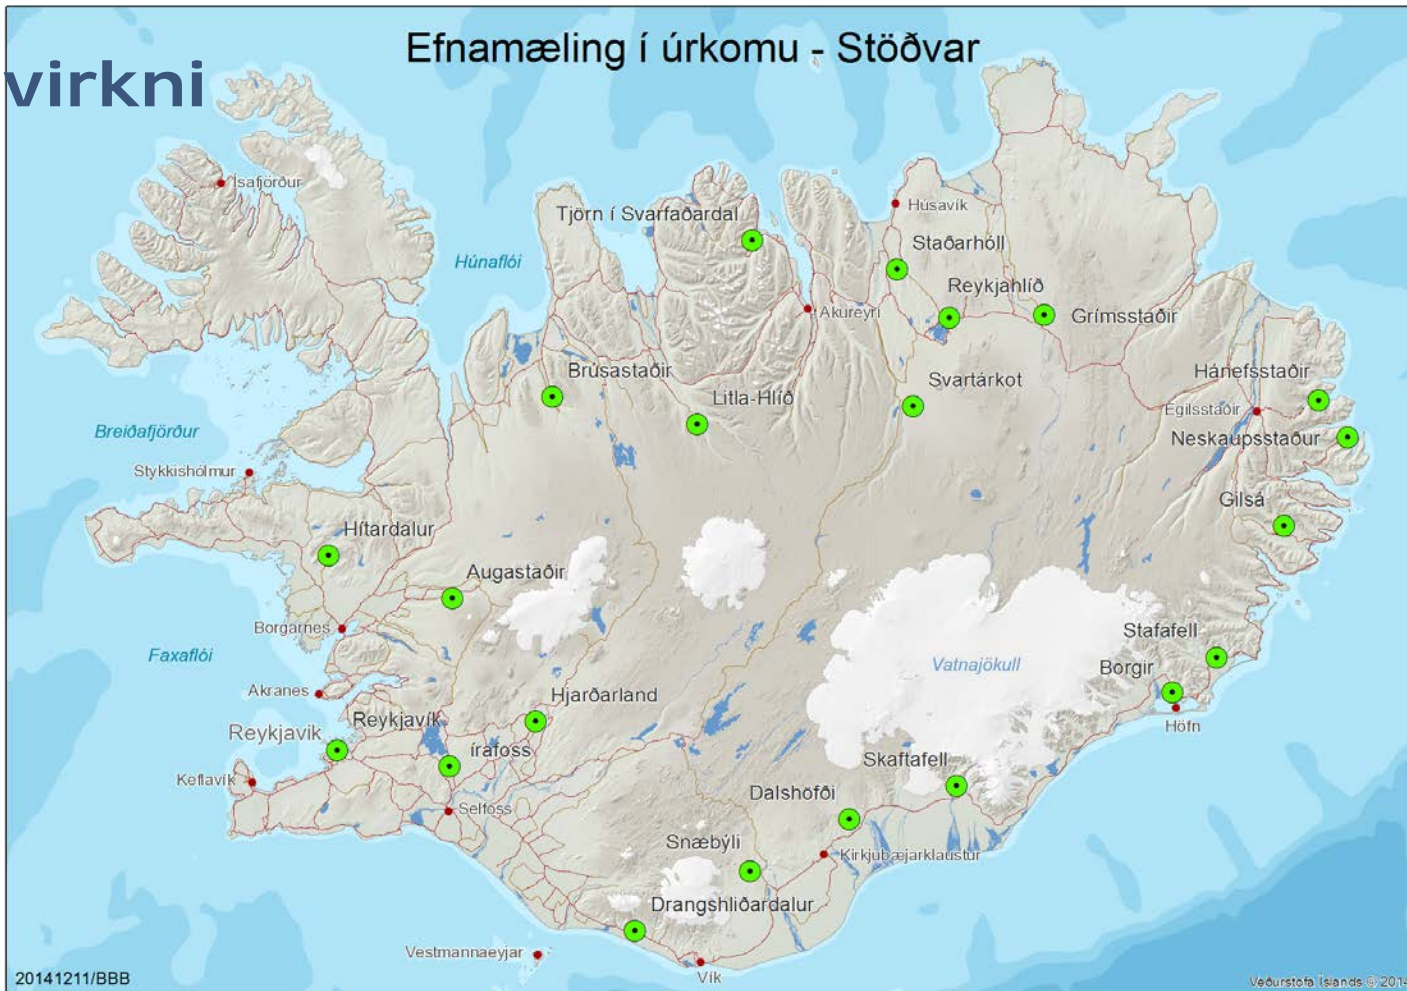 Efnamæling í úrkomu - Stöðvar
virkni
Ísafjörður
Húsavík
Tjörn í Svarfaðardal
Staðarhóll
Húnaflói
Reykjahlíð
Akureyri
Grímsstaðir
Brúsastaðir
Hánefsstaðir
Svartárkot
Litla-Hlíð
Egilsstaðir
Breiðafjörður
Neskaupsstaður
Stykkishólmur
Gilsá
Hítardalur
Augastaðir
Borgarnes
Stafafell
Faxaflói
Vatnajökull
Borgir
Akranes
Hjarðarland
Reykjavík
Höfn
Reykjavik
írafoss
Skaftafell
Keflavík
Dalshöfði
Selfoss
Snæbýli
Kirkjubæjarklaustur
Drangshliðardalur
Vestmannaeyjar
Vík
20141211/BBB
Veðurstofa Íslands © 2014